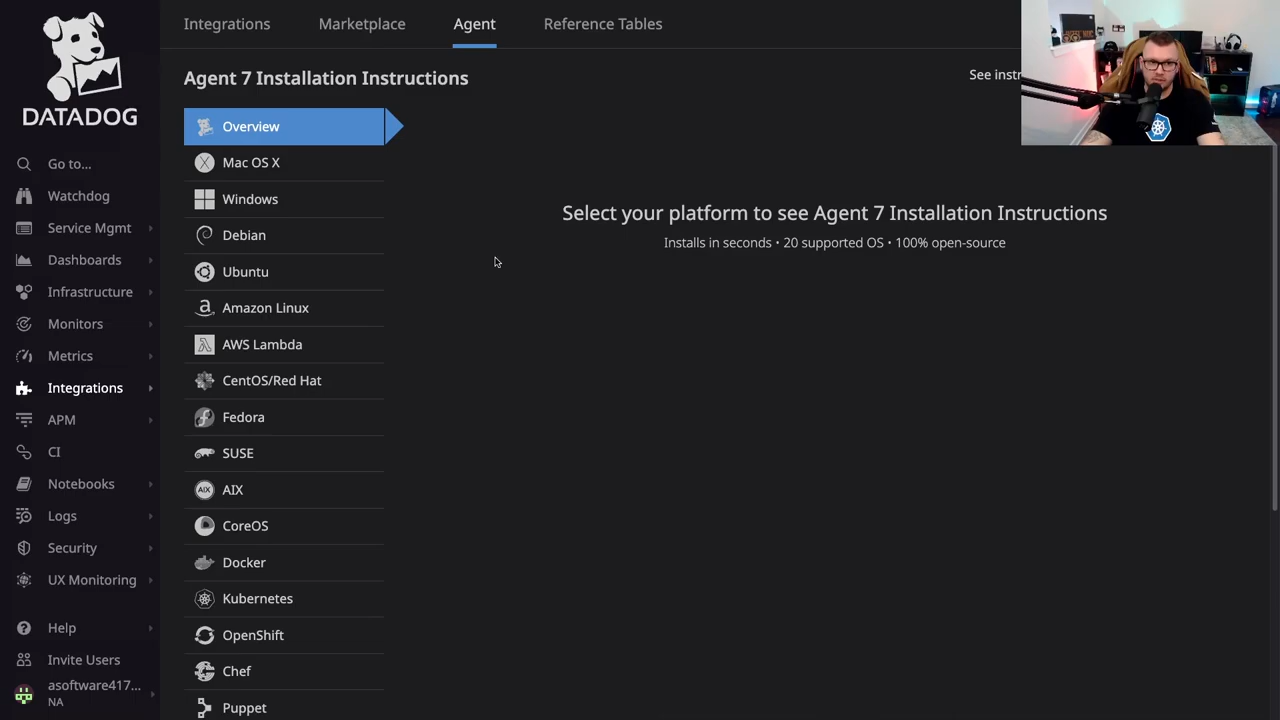 DATADOG
Go to...
Watchdog
Service Mgmt
Dashboards
Infrastructure
Monitors
Metrics
Integrations
APM
CI
Notebooks
Logs
Security
UX Monitoring
Help
Invite Users
asoftware417...
NA
Integrations
Marketplace
Agent
Reference Tables
Agent 7 Installation Instructions
See instr
Overview
Mac OS X
Windows
Debian
Ubuntu
Amazon Linux
AWS Lambda
CentOS/Red Hat
Fedora
SUSE
AIX
CoreOS
Docker
Kubernetes
OpenShift
Chef
Puppet
Select your platform to see Agent 7 Installation Instructions
Installs in seconds • 20 supported OS • 100% open-source